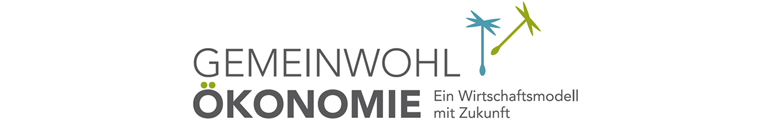 GEMEINWOHL
ÖKONOMIE
Ein Wirtschaftsmodell
mit Zukunft